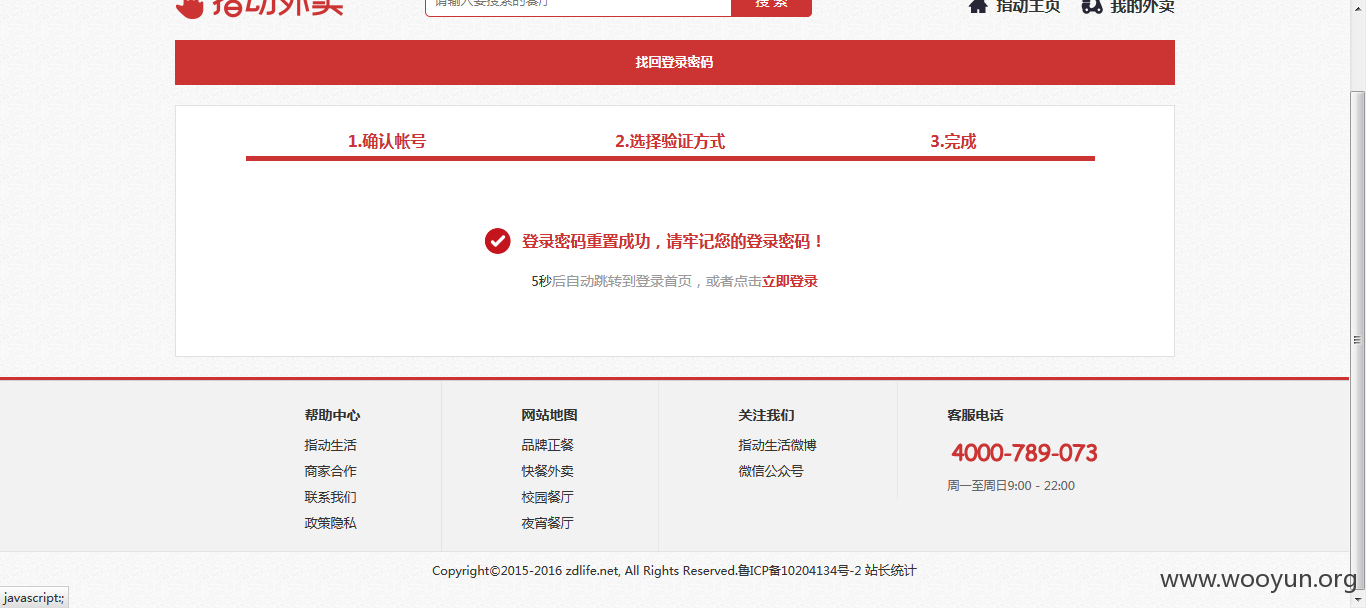 指动外卖
请输入要搜索的餐厅
搜 索
指动主页
我的外卖
找回登录密码
1.确认帐号
2.选择验证方式
3.完成
登录密码重置成功，请牢记您的登录密码！
5秒后自动跳转到登录首页，或者点击立即登录
帮助中心
指动生活
商家合作
联系我们
政策隐私
网站地图
品牌正餐
快餐外卖
校园餐厅
夜宵餐厅
关注我们
指动生活微博
微信公众号
客服电话
4000-789-073
周一至周日9:00 - 22:00
Copyright©2015-2016 zdlife.net, All Rights Reserved.鲁ICP备10204134号-2 站长统计
www.wooyun.org
javascript:;